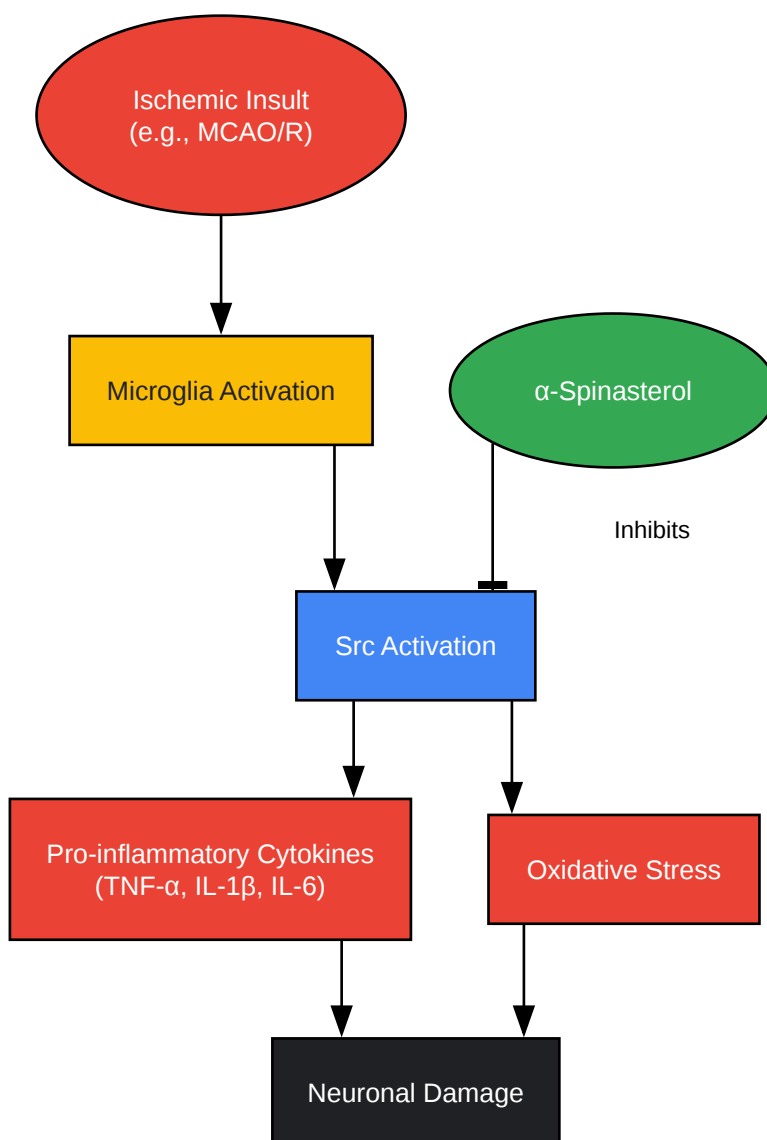 Ischemic Insult
(e.g., MCAO/R)
Microglia Activation
α-Spinasterol
Inhibits
Src Activation
Pro-inflammatory Cytokines
(TNF-α, IL-1β, IL-6)
Oxidative Stress
Neuronal Damage